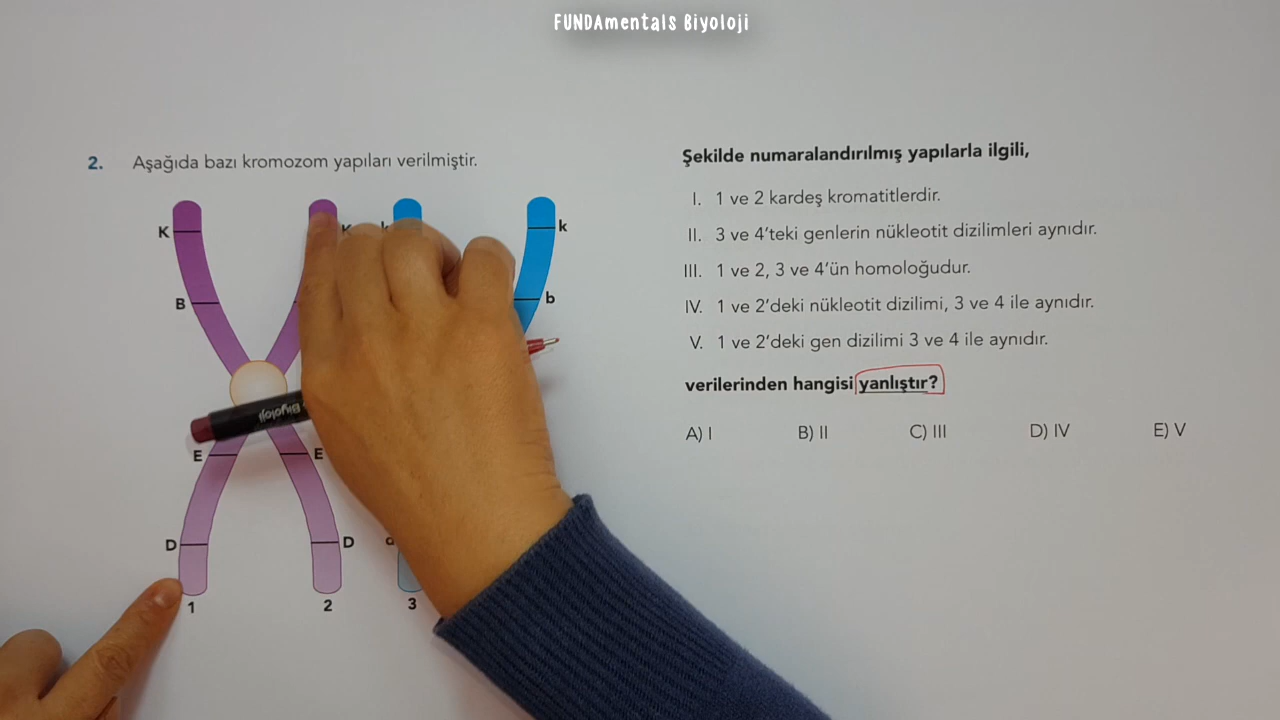 FUNDAmentals Biyoloji
2. Aşağıda bazı kromozom yapıları verilmiştir.
K k
B b
Biyoloji
E E
D D
1 2 3
Şekilde numaralandırılmış yapılarla ilgili,
I. 1 ve 2 kardeş kromatitlerdir.
II. 3 ve 4'teki genlerin nükleotit dizilimleri aynıdır.
III. 1 ve 2, 3 ve 4'ün homoloğudur.
IV. 1 ve 2'deki nükleotit dizilimi, 3 ve 4 ile aynıdır.
V. 1 ve 2'deki gen dizilimi 3 ve 4 ile aynıdır.
verilerinden hangisi yanlıştır?
A) I B) II C) III D) IV E) V